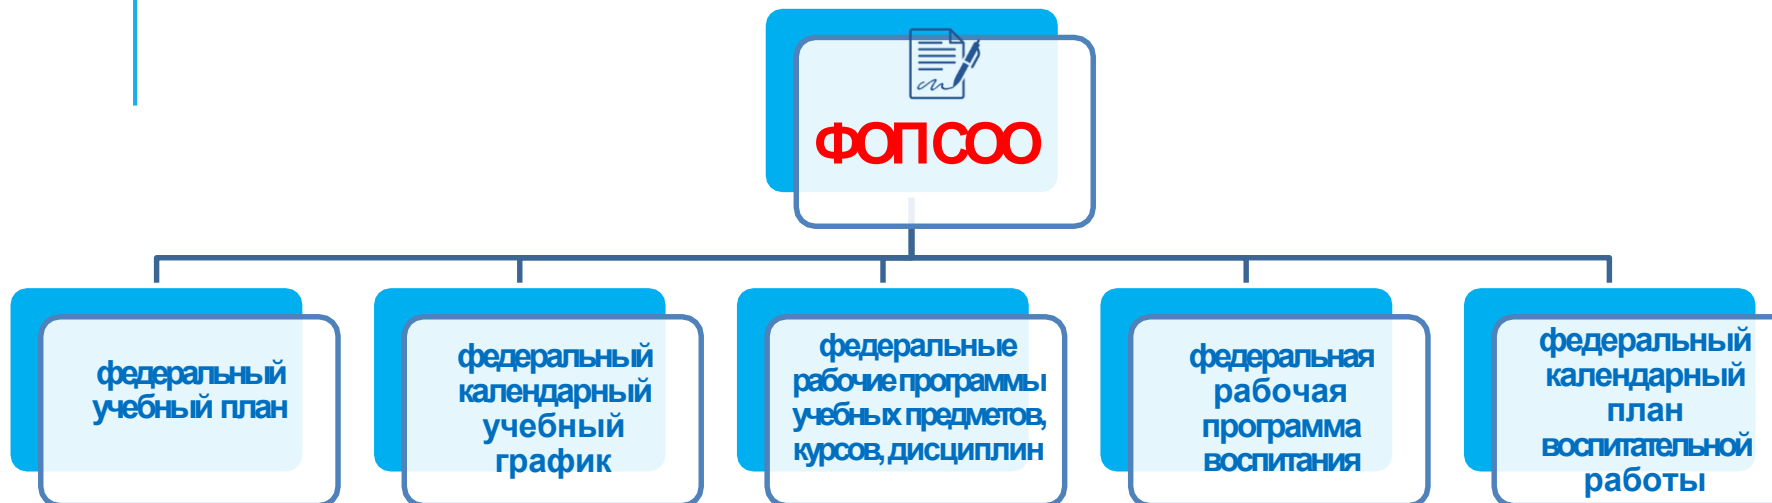 ФОП СОО
федеральный
учебный план
федеральный
календарный
учебный
график
федеральные
рабочие программы
учебных предметов,
курсов, дисциплин
федеральная
рабочая
программа
воспитания
федеральный
календарный
план
воспитательной
работы